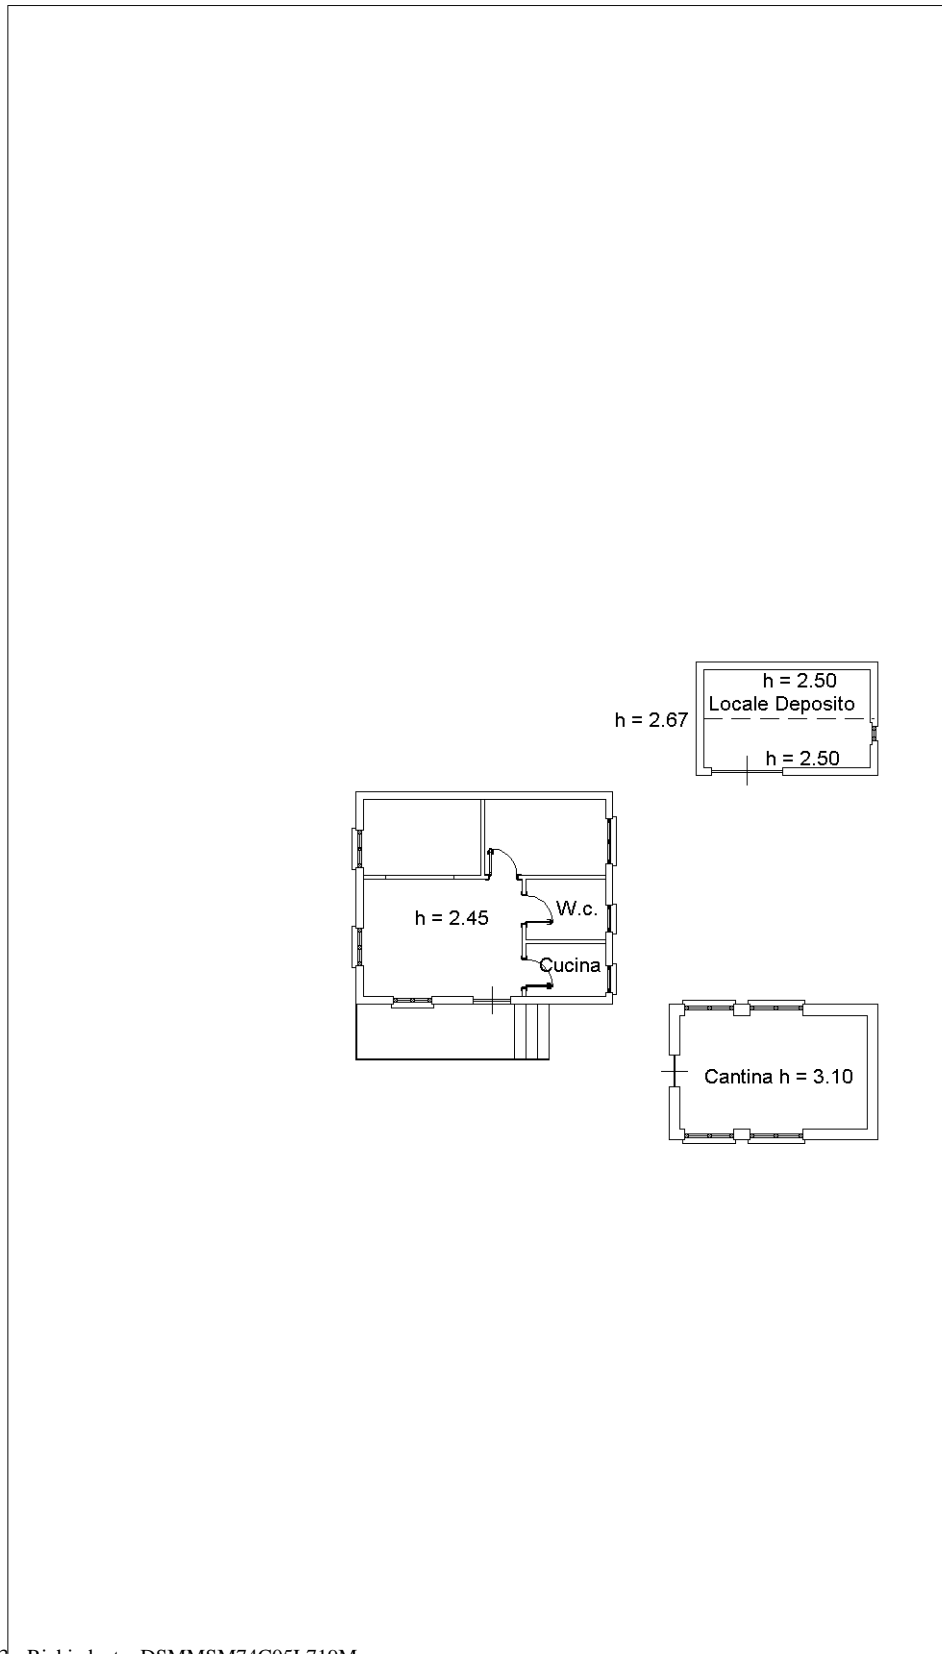 h = 2.50
Locale Deposito
h = 2.67
h = 2.50
h = 2.45
W.c.
Cucina
Cantina h = 3.10